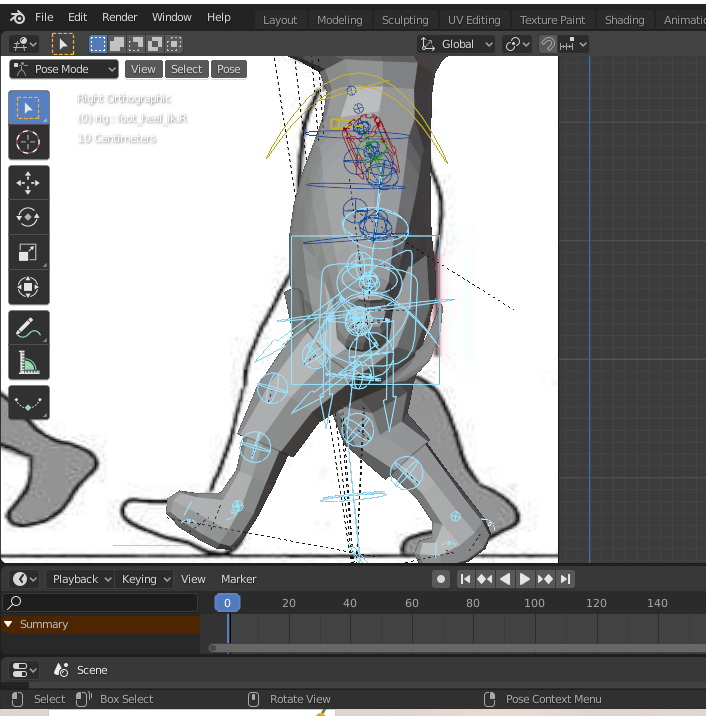 File Edit Render Window Help Layout Modeling Sculpting UV Editing Texture Paint Shading Animatio
Global
Pose Mode View Select Pose
Right Orthographic
(0) rig : foot_heel_ik.R
10 Centimeters
Playback Keying View Marker
0 20 40 60 80 100 120 140
Summary
Scene
Select Box Select Rotate View Pose Context Menu